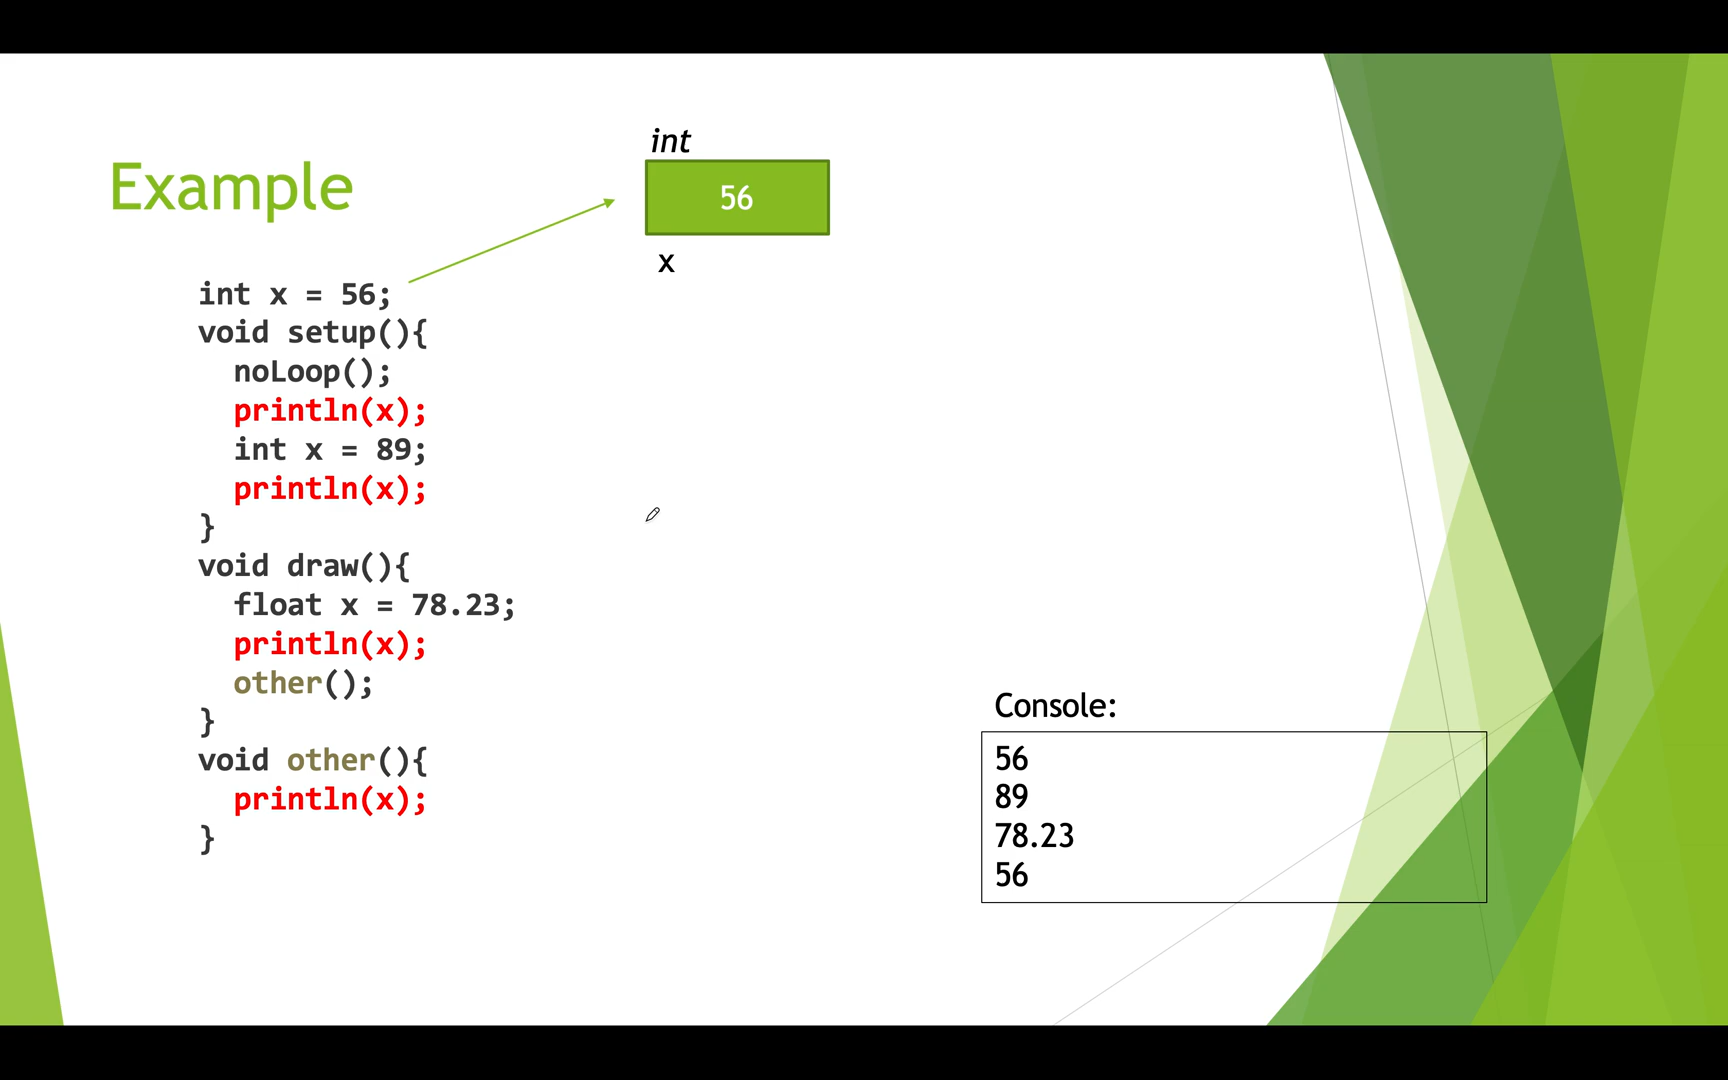 Example
int
56
x
int x = 56;
void setup(){
noLoop();
println(x);
int x = 89;
println(x);
}
void draw(){
float x = 78.23;
println(x);
other();
}
void other(){
println(x);
}
Console:
56
89
78.23
56